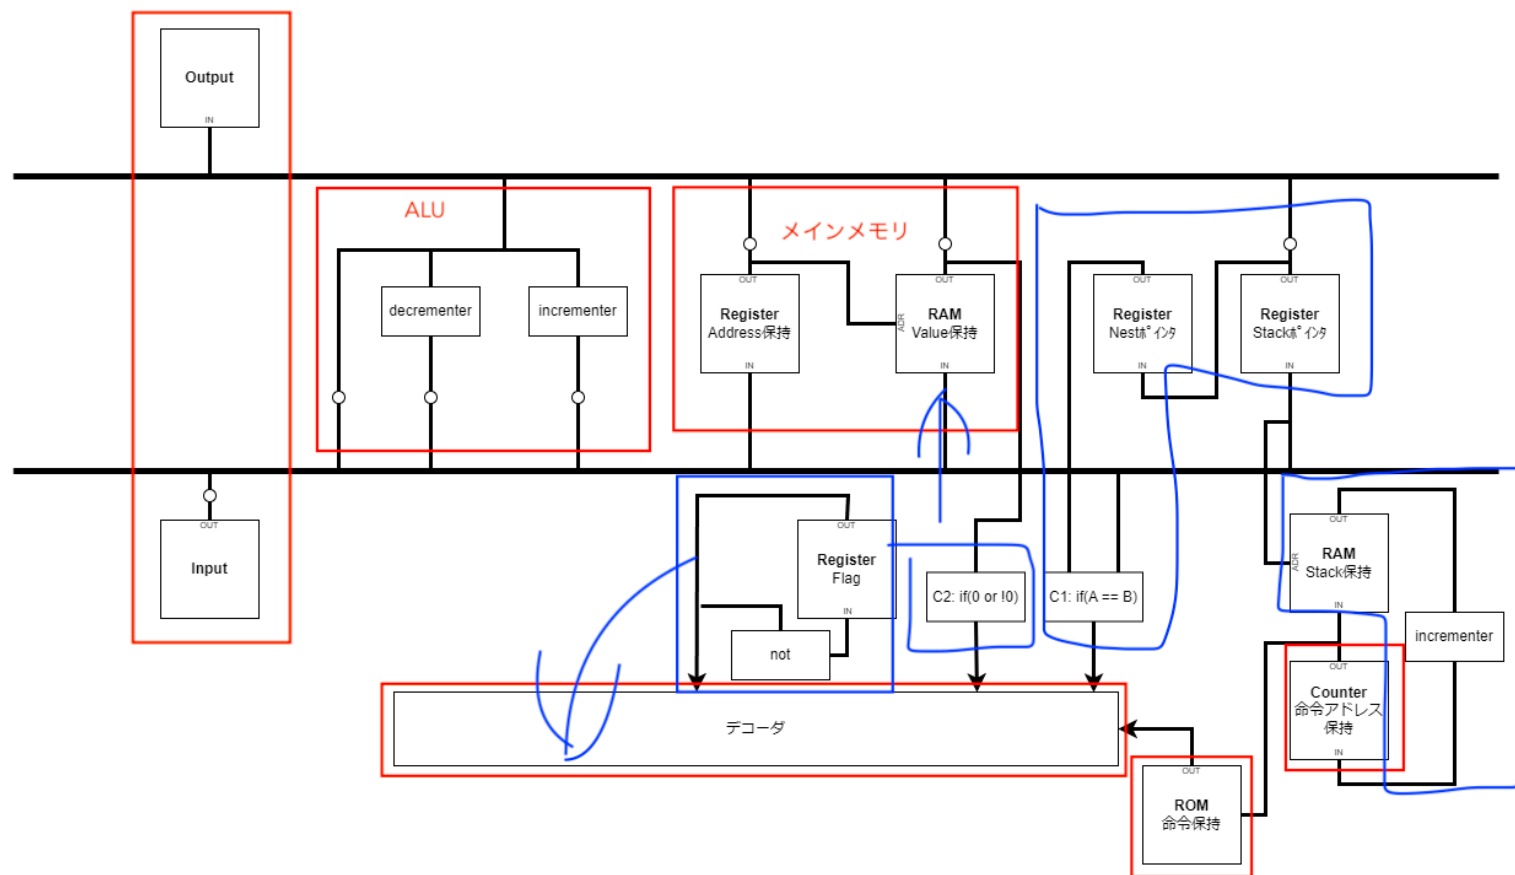 Output
IN
ALU
decrementer
incrementer
メインメモリ
OUT
Register
Address保持
IN
OUT
ADR
RAM
Value保持
IN
OUT
Register
Nestﾎﾟｲﾝﾀ
IN
OUT
Register
Stackﾎﾟｲﾝﾀ
IN
OUT
Input
OUT
Register
Flag
IN
not
C2: if(0 or !0)
C1: if(A == B)
OUT
ADR
RAM
Stack保持
IN
incrementer
OUT
Counter
命令アドレス
保持
IN
デコーダ
OUT
ROM
命令保持